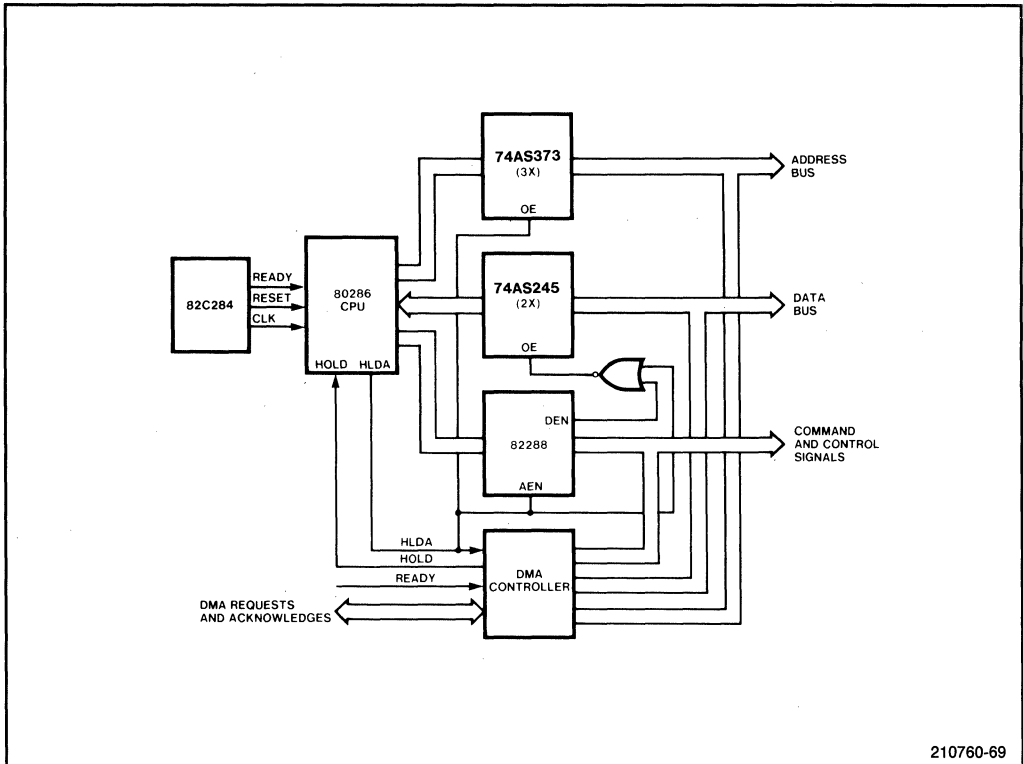 74AS373
(3X)
OE
ADDRESS
BUS
82C284
READY
RESET
CLK
80286
CPU
HOLD HLDA
74AS245
(2X)
OE
DATA
BUS
DEN
82288
AEN
COMMAND
AND CONTROL
SIGNALS
HLDA
HOLD
READY
DMA
CONTROLLER
DMA REQUESTS
AND ACKNOWLEDGES
210760-69